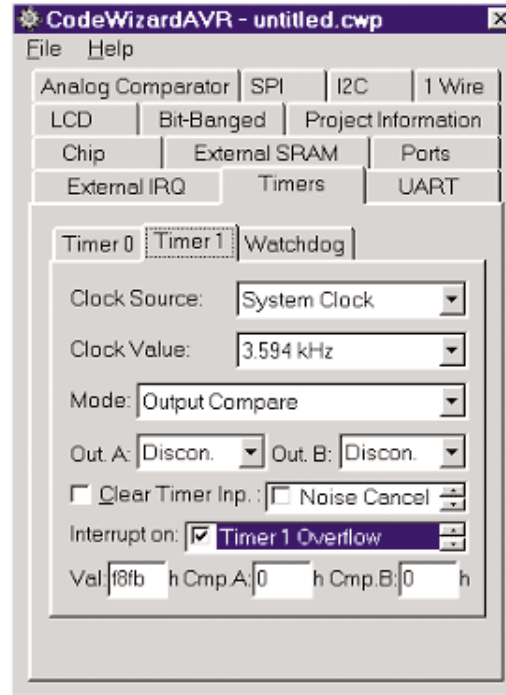 CodeWizardAVR - untitled.cwp
File Help
Analog Comparator SPI I2C 1 Wire
LCD Bit-Banged Project Information
Chip External SRAM Ports
External IRQ Timers UART
Timer 0 Timer 1 Watchdog
Clock Source: System Clock
Clock Value: 3.594 kHz
Mode: Output Compare
Out. A: Discon. Out. B: Discon.
Clear Timer Inp. : Noise Cancel
Interrupt on: Timer 1 Overflow
Val: f8fb h Cmp.A: 0 h Cmp.B: 0 h